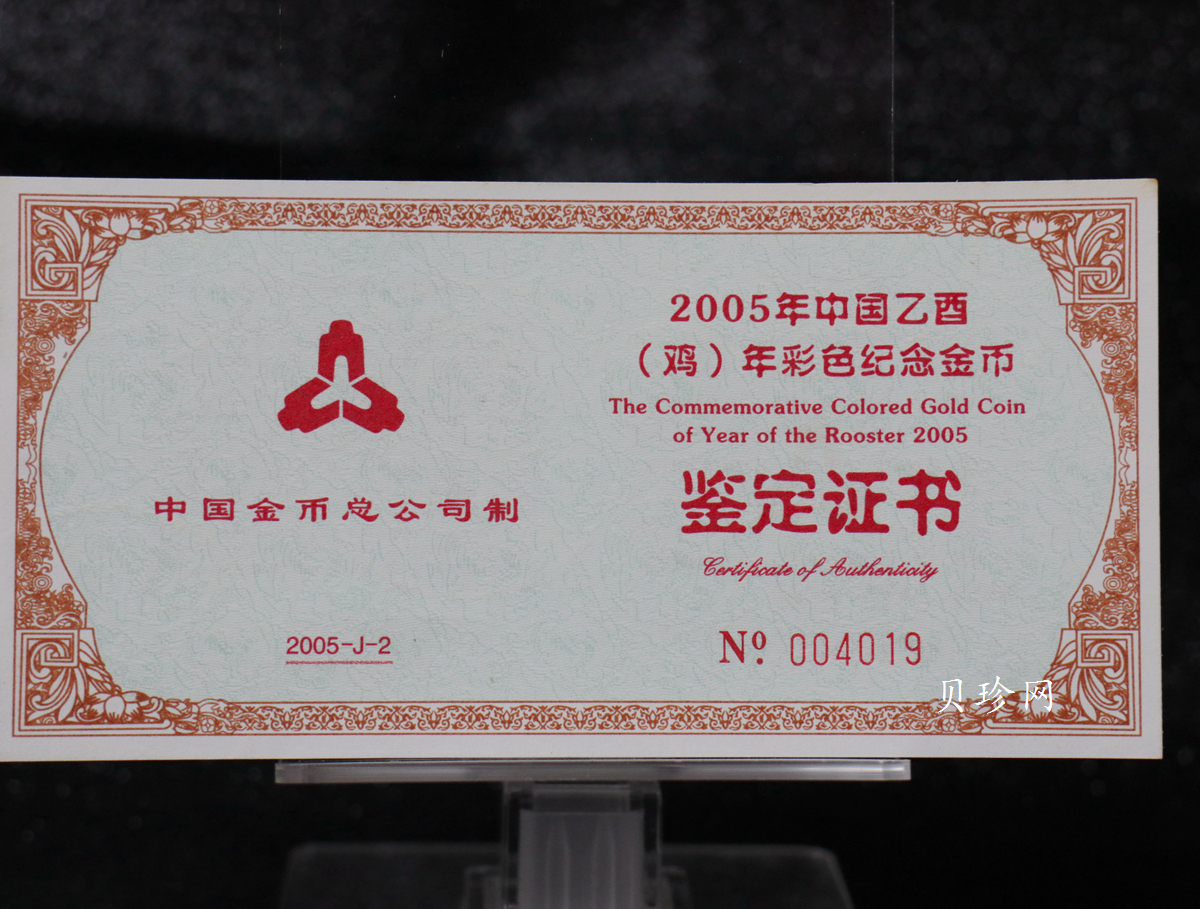 中国金币总公司制
2005-J-2
2005年中国乙酉
（鸡）年彩色纪念金币
The Commemorative Colored Gold Coin
of Year of the Rooster 2005
鉴定证书
Certificate of Authenticity
Nº 004019
贝珍网